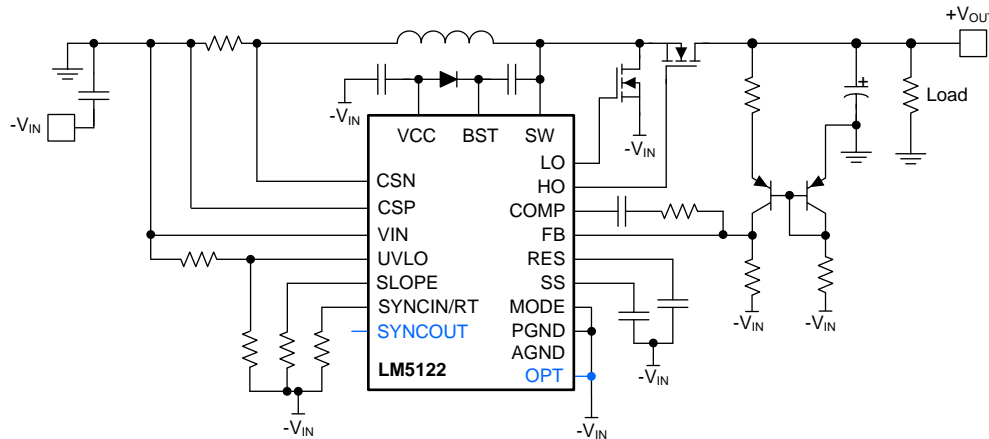 +VOUT
Load
-VIN
-VIN
-VIN
VCC BST SW
LO
HO
COMP
FB
RES
SS
MODE
PGND
AGND
OPT
CSN
CSP
VIN
UVLO
SLOPE
SYNCIN/RT
SYNCOUT
LM5122
-VIN
-VIN
-VIN
-VIN
-VIN